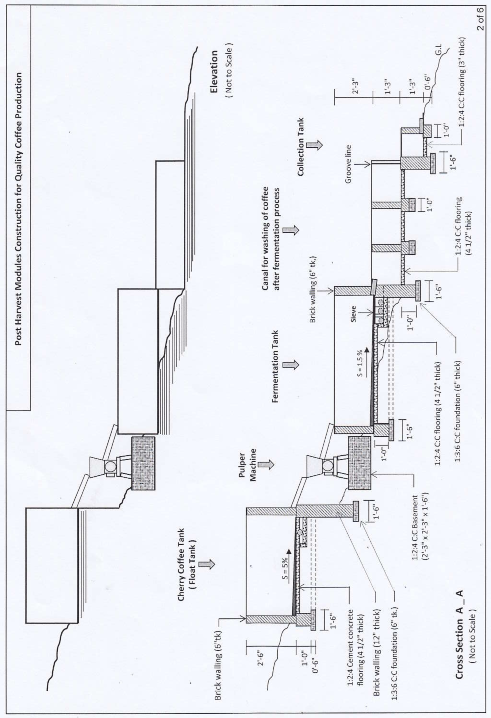 Post Harvest Modules Construction for Quality Coffee Production
Elevation
( Not to Scale )
Cherry Coffee Tank
( Float Tank )
Pulper
Machine
Fermentation Tank
Canal for washing of coffee
after fermentation process
Collection Tank
Brick walling (6"tk)
Brick walling (6" tk.)
Groove line
Sieve
S = 5%
S = 1.5 %
G.L
2'-6"
1'-0"
0'-6"
1'-6"
1'-6"
1'-0"
1'-6"
1'-0"
1'-6"
1'-0"
1'-6"
1'-0"
2'-3"
1'-3"
1'-3"
0'-6"
1:2:4 Cement concrete
flooring (4 1/2" thick)
Brick walling (12" thick)
1:3:6 C:C foundation (6" tk.)
1:2:4 C:C Basement
(2'-3" x 2'-3" x 1'-6")
1:2:4 C:C flooring (4 1/2" thick)
1:3:6 C:C foundation (6" thick)
1:2:4 C:C flooring
(4 1/2" thick)
1:2:4 C:C flooring (3" thick)
Cross Section A _ A
( Not to Scale )
2 of 6